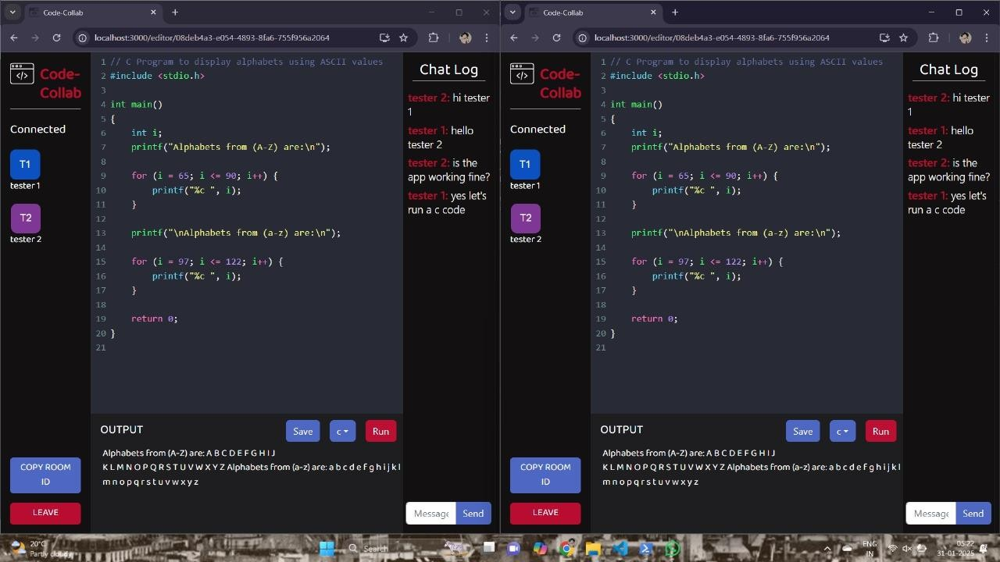 Code-Collab
localhost:3000/editor/08deb4a3-e054-4893-8fa6-755f956a2064
Code-
Collab
Connected
T1
tester 1
T2
tester 2
COPY ROOM
ID
LEAVE
1 // C Program to display alphabets using ASCII values
2 #include <stdio.h>
3
4 int main()
5 {
6     int i;
7     printf("Alphabets from (A-Z) are:\n");
8
9     for (i = 65; i <= 90; i++) {
10         printf("%c ", i);
11     }
12
13     printf("\nAlphabets from (a-z) are:\n");
14
15     for (i = 97; i <= 122; i++) {
16         printf("%c ", i);
17     }
18
19     return 0;
20 }
21
OUTPUT
Save
c
Run
Alphabets from (A-Z) are: A B C D E F G H I J
K L M N O P Q R S T U V W X Y Z Alphabets from (a-z) are: a b c d e f g h i j k l
m n o p q r s t u v w x y z
Chat Log
tester 2: hi tester
1
tester 1: hello
tester 2
tester 2: is the
app working fine?
tester 1: yes let's
run a c code
Message
Send
Code-Collab
localhost:3000/editor/08deb4a3-e054-4893-8fa6-755f956a2064
Code-
Collab
Connected
T1
tester 1
T2
tester 2
COPY ROOM
ID
LEAVE
1 // C Program to display alphabets using ASCII values
2 #include <stdio.h>
3
4 int main()
5 {
6     int i;
7     printf("Alphabets from (A-Z) are:\n");
8
9     for (i = 65; i <= 90; i++) {
10         printf("%c ", i);
11     }
12
13     printf("\nAlphabets from (a-z) are:\n");
14
15     for (i = 97; i <= 122; i++) {
16         printf("%c ", i);
17     }
18
19     return 0;
20 }
21
OUTPUT
Save
c
Run
Alphabets from (A-Z) are: A B C D E F G H I J
K L M N O P Q R S T U V W X Y Z Alphabets from (a-z) are: a b c d e f g h i j k l
m n o p q r s t u v w x y z
Chat Log
tester 2: hi tester
1
tester 1: hello
tester 2
tester 2: is the
app working fine?
tester 1: yes let's
run a c code
Message
Send
20°C
Partly cloudy
Search
ENG
IN
05:22
31-01-2025